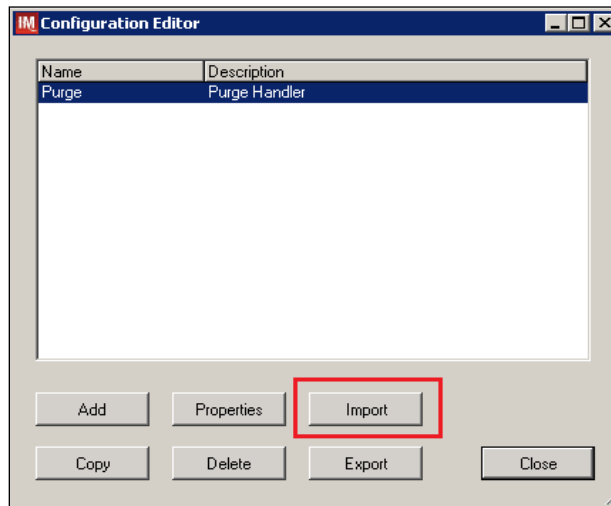 IM Configuration Editor
Name Description
Purge Purge Handler
Add Properties Import
Copy Delete Export Close